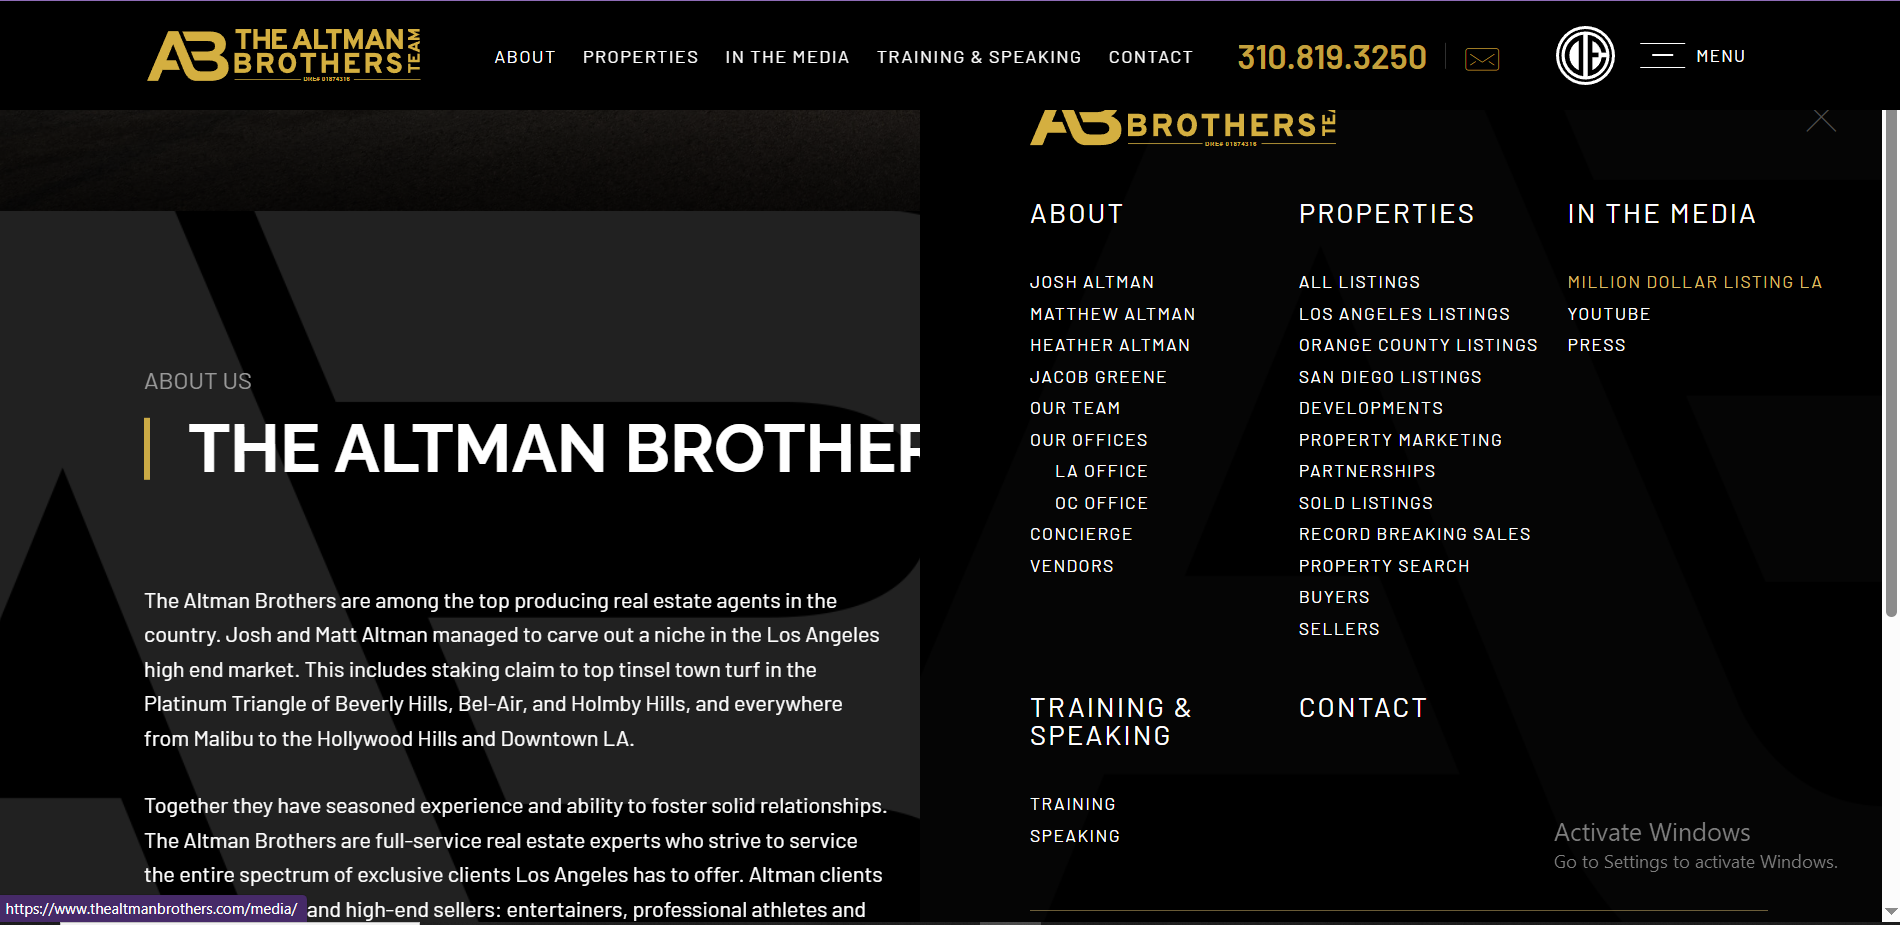 THE ALTMAN
BROTHERS
TEAM
DRE# 01874316
ABOUT
PROPERTIES
IN THE MEDIA
TRAINING & SPEAKING
CONTACT
310.819.3250
MENU
BROTHERS
DRE# 01874316
ABOUT
JOSH ALTMAN
MATTHEW ALTMAN
HEATHER ALTMAN
JACOB GREENE
OUR TEAM
OUR OFFICES
LA OFFICE
OC OFFICE
CONCIERGE
VENDORS
PROPERTIES
ALL LISTINGS
LOS ANGELES LISTINGS
ORANGE COUNTY LISTINGS
SAN DIEGO LISTINGS
DEVELOPMENTS
PROPERTY MARKETING
PARTNERSHIPS
SOLD LISTINGS
RECORD BREAKING SALES
PROPERTY SEARCH
BUYERS
SELLERS
IN THE MEDIA
MILLION DOLLAR LISTING LA
YOUTUBE
PRESS
TRAINING &
SPEAKING
TRAINING
SPEAKING
CONTACT
ABOUT US
THE ALTMAN BROTHER
The Altman Brothers are among the top producing real estate agents in the
country. Josh and Matt Altman managed to carve out a niche in the Los Angeles
high end market. This includes staking claim to top tinsel town turf in the
Platinum Triangle of Beverly Hills, Bel-Air, and Holmby Hills, and everywhere
from Malibu to the Hollywood Hills and Downtown LA.
Together they have seasoned experience and ability to foster solid relationships.
The Altman Brothers are full-service real estate experts who strive to service
the entire spectrum of exclusive clients Los Angeles has to offer. Altman clients
and high-end sellers: entertainers, professional athletes and
https://www.thealtmanbrothers.com/media/
Activate Windows
Go to Settings to activate Windows.